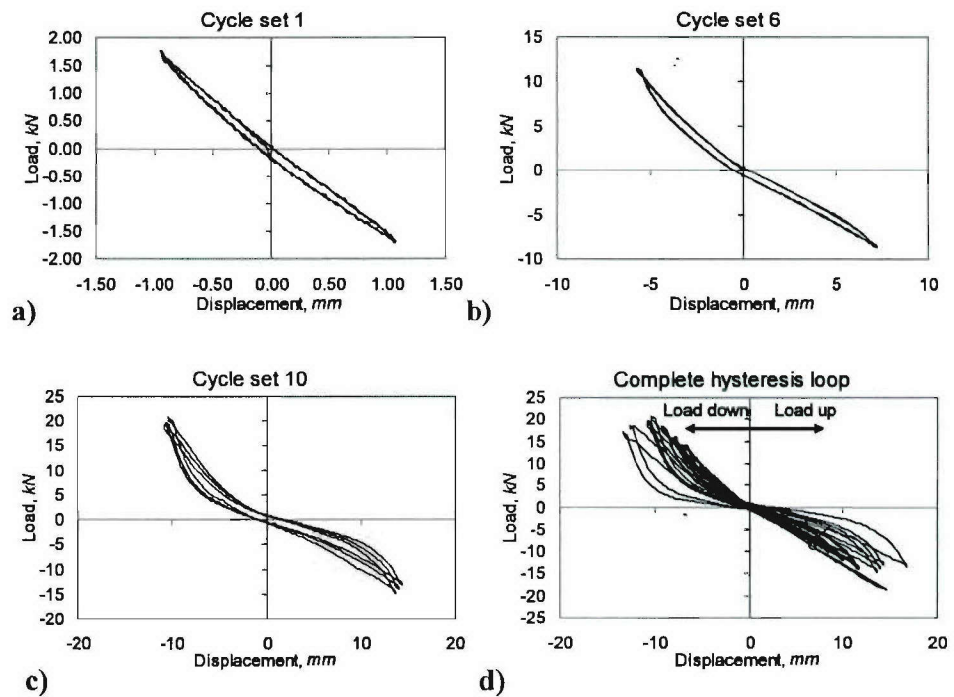 Cycle set 1
2.00
1.50
1.00
0.50
0.00
-0.50
-1.00
-1.50
-2.00
Load, kN
-1.50 -1.00 -0.50 0.00 0.50 1.00 1.50
Displacement, mm
a)
Cycle set 6
15
10
5
0
-5
-10
Load, kN
-10 -5 0 5 10
Displacement, mm
b)
Cycle set 10
25
20
15
10
5
0
-5
-10
-15
-20
Load, kN
-20 -10 0 10 20
Displacement, mm
c)
Complete hysteresis loop
Load down Load up
25
20
15
10
5
0
-5
-10
-15
-20
-25
Load, kN
-20 -10 0 10 20
Displacement, mm
d)